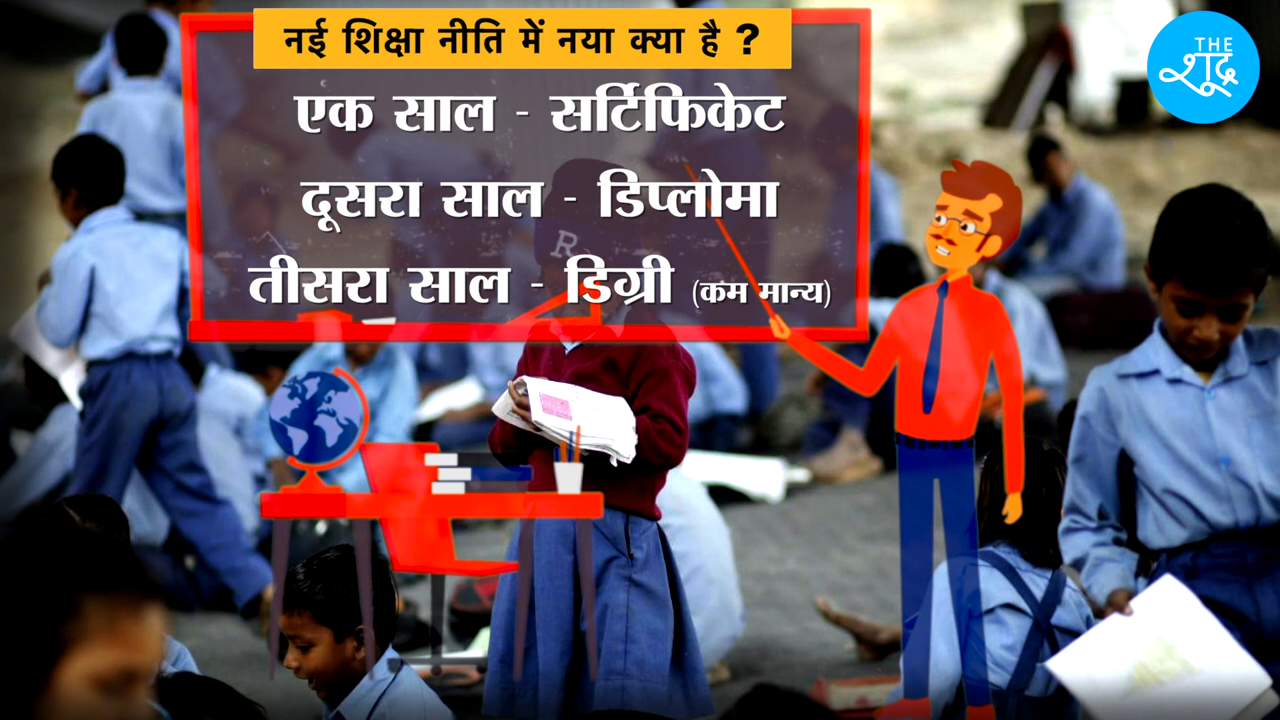 नई शिक्षा नीति में नया क्या है ?
THE
शूद्र
एक साल - सर्टिफिकेट
दूसरा साल - डिप्लोमा
R
तीसरा साल - डिग्री (कम मान्य)